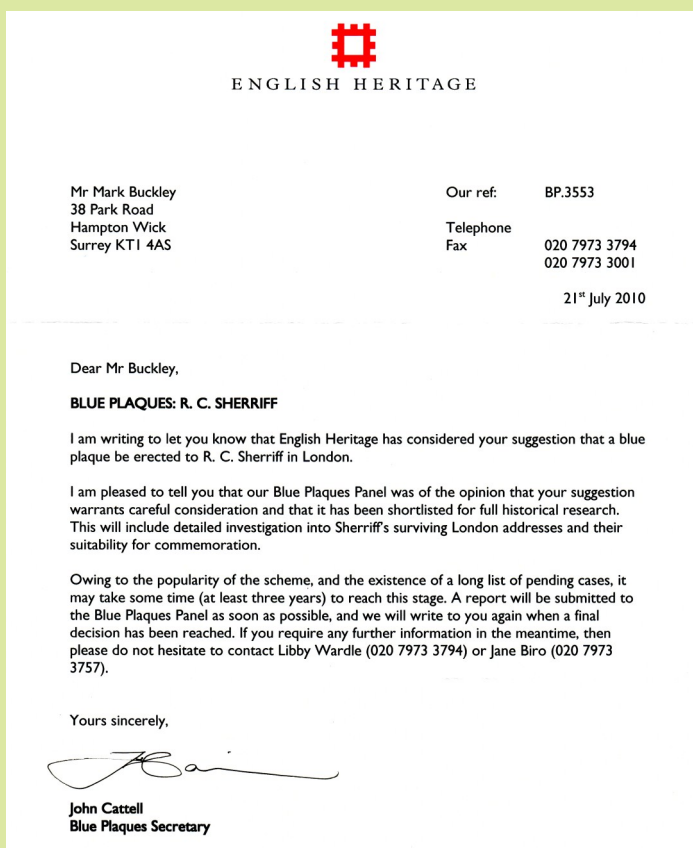 ENGLISH HERITAGE
Mr Mark Buckley
38 Park Road
Hampton Wick
Surrey KT1 4AS
Our ref: BP.3553
Telephone
Fax 020 7973 3794
020 7973 3001
21st July 2010
Dear Mr Buckley,
BLUE PLAQUES: R. C. SHERRIFF
I am writing to let you know that English Heritage has considered your suggestion that a blue
plaque be erected to R. C. Sherriff in London.
I am pleased to tell you that our Blue Plaques Panel was of the opinion that your suggestion
warrants careful consideration and that it has been shortlisted for full historical research.
This will include detailed investigation into Sherriff's surviving London addresses and their
suitability for commemoration.
Owing to the popularity of the scheme, and the existence of a long list of pending cases, it
may take some time (at least three years) to reach this stage. A report will be submitted to
the Blue Plaques Panel as soon as possible, and we will write to you again when a final
decision has been reached. If you require any further information in the meantime, then
please do not hesitate to contact Libby Wardle (020 7973 3794) or Jane Biro (020 7973
3757).
Yours sincerely,
John Cattell
Blue Plaques Secretary